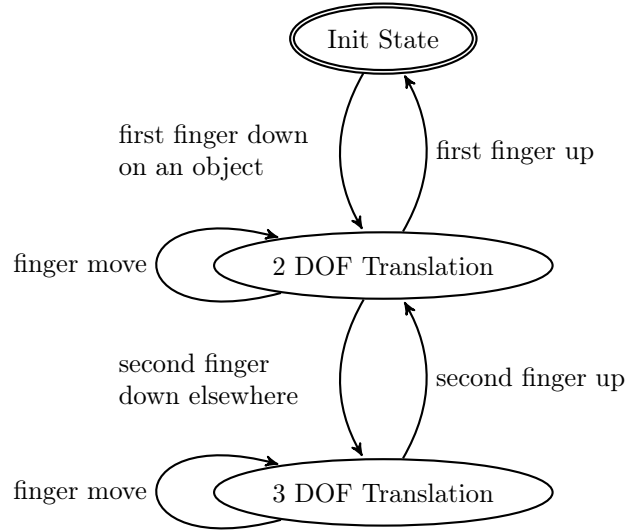 Init State
first finger down
on an object
first finger up
finger move
2 DOF Translation
second finger
down elsewhere
second finger up
finger move
3 DOF Translation